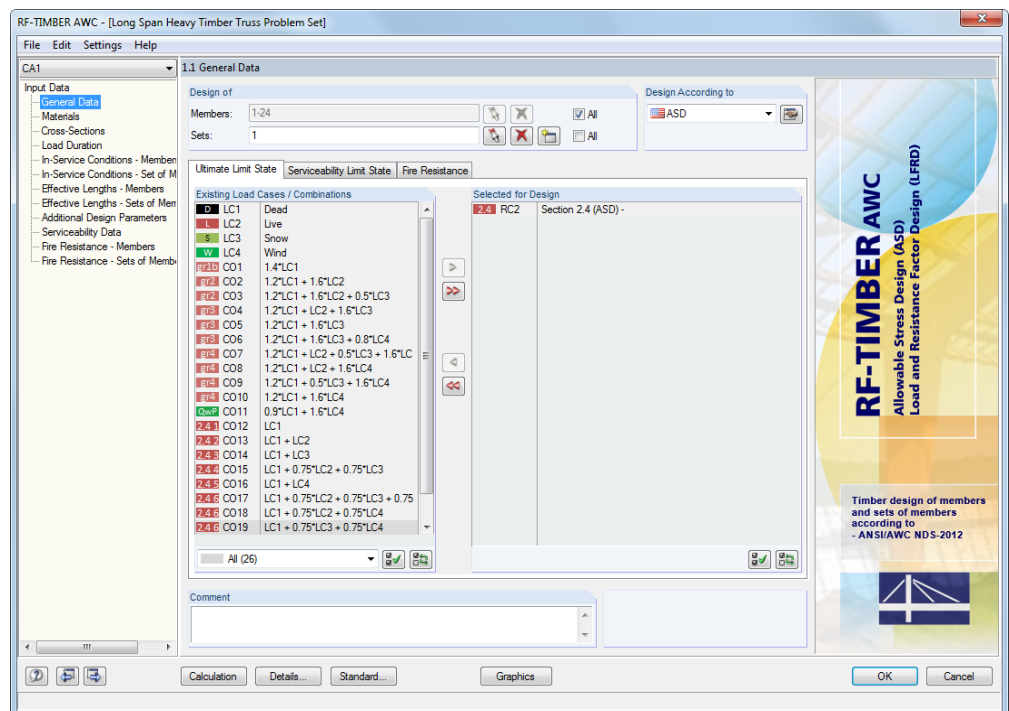 RF-TIMBER AWC - [Long Span Heavy Timber Truss Problem Set]
File Edit Settings Help
CA1
1.1 General Data
Input Data
General Data
Materials
Cross-Sections
Load Duration
In-Service Conditions - Member
In-Service Conditions - Set of M
Effective Lengths - Members
Effective Lengths - Sets of Mem
Additional Design Parameters
Serviceability Data
Fire Resistance - Members
Fire Resistance - Sets of Membe
Design of
Members: 1-24 All
Sets: 1 All
Design According to
ASD
Ultimate Limit State Serviceability Limit State Fire Resistance
Existing Load Cases / Combinations
D LC1 Dead
L LC2 Live
S LC3 Snow
W LC4 Wind
gr1b CO1 1.4*LC1
gr2 CO2 1.2*LC1 + 1.6*LC2
gr2 CO3 1.2*LC1 + 1.6*LC2 + 0.5*LC3
gr3 CO4 1.2*LC1 + LC2 + 1.6*LC3
gr3 CO5 1.2*LC1 + 1.6*LC3
gr3 CO6 1.2*LC1 + 1.6*LC3 + 0.8*LC4
gr4 CO7 1.2*LC1 + LC2 + 0.5*LC3 + 1.6*LC
gr4 CO8 1.2*LC1 + LC2 + 1.6*LC4
gr4 CO9 1.2*LC1 + 0.5*LC3 + 1.6*LC4
gr4 CO10 1.2*LC1 + 1.6*LC4
QwP CO11 0.9*LC1 + 1.6*LC4
2.4 1 CO12 LC1
2.4 2 CO13 LC1 + LC2
2.4 3 CO14 LC1 + LC3
2.4 4 CO15 LC1 + 0.75*LC2 + 0.75*LC3
2.4 5 CO16 LC1 + LC4
2.4 6 CO17 LC1 + 0.75*LC2 + 0.75*LC3 + 0.75
2.4 6 CO18 LC1 + 0.75*LC2 + 0.75*LC4
2.4 6 CO19 LC1 + 0.75*LC3 + 0.75*LC4
All (26)
Selected for Design
2.4 RC2 Section 2.4 (ASD) -
Comment
RF-TIMBER AWC
Allowable Stress Design (ASD)
Load and Resistance Factor Design (LFRD)
Timber design of members
and sets of members
according to
- ANSI/AWC NDS-2012
Calculation Details... Standard... Graphics OK Cancel